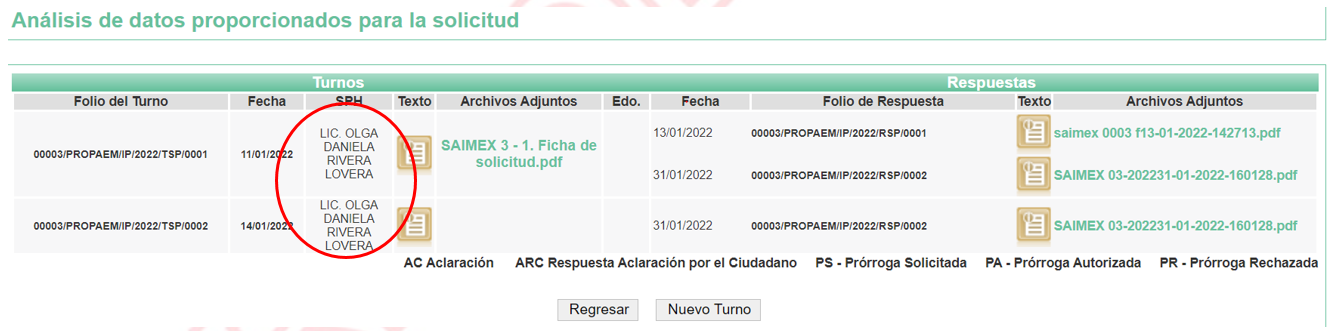 Análisis de datos proporcionados para la solicitud
Turnos Respuestas
Folio del Turno Fecha SPH Texto Archivos Adjuntos Edo. Fecha Folio de Respuesta Texto Archivos Adjuntos
00003/PROPAEM/IP/2022/TSP/0001 11/01/2022 LIC. OLGA
DANIELA
RIVERA
LOVERA
SAIMEX 3 - 1. Ficha de
solicitud.pdf
13/01/2022 00003/PROPAEM/IP/2022/RSP/0001 saimex 0003 f13-01-2022-142713.pdf
31/01/2022 00003/PROPAEM/IP/2022/RSP/0002 SAIMEX 03-202231-01-2022-160128.pdf
00003/PROPAEM/IP/2022/TSP/0002 14/01/2022 LIC. OLGA
DANIELA
RIVERA
LOVERA
31/01/2022 00003/PROPAEM/IP/2022/RSP/0002 SAIMEX 03-202231-01-2022-160128.pdf
AC Aclaración ARC Respuesta Aclaración por el Ciudadano PS - Prórroga Solicitada PA - Prórroga Autorizada PR - Prórroga Rechazada
Regresar Nuevo Turno